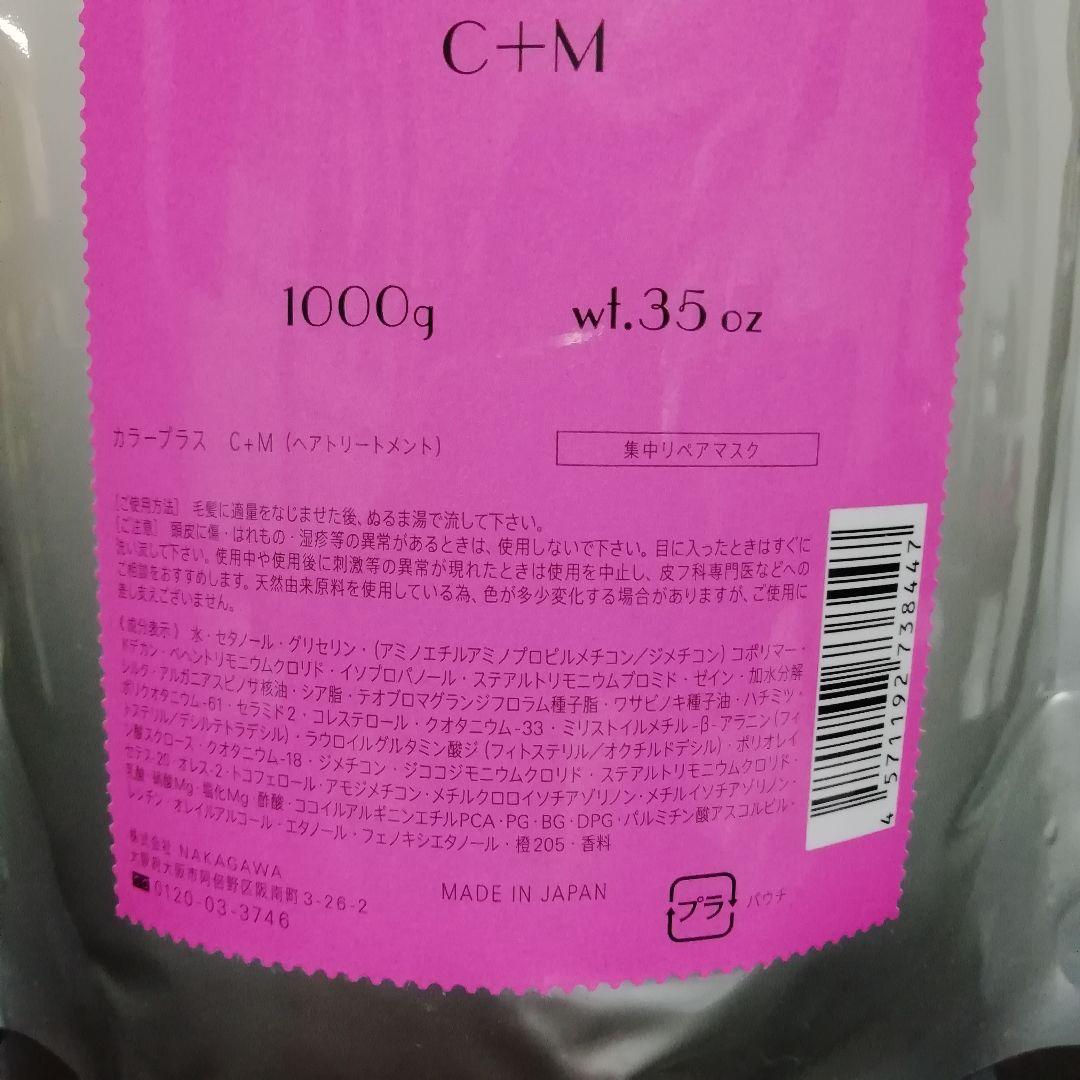 C+M
1000g wt.35 oz
カラープラス C+M (ヘアトリートメント) 集中リペアマスク
[ご使用方法] 毛髪に適量をなじませた後、ぬるま湯で流して下さい。
[ご注意] 頭皮に傷・はれもの・湿疹等の異常があるときは、使用しないで下さい。目に入ったときはすぐに
洗い流して下さい。使用中や使用後に刺激等の異常が現れたときは使用を中止し、皮フ科専門医などへの
ご相談をおすすめします。天然由来原料を使用している為、色が多少変化する場合がありますが、ご使用に
差し支えございません。
《成分表示》 水・セタノール・グリセリン・(アミノエチルアミノプロピルメチコン/ジメチコン)コポリマー・
ドデカン・ベヘントリモニウムクロリド・イソプロパノール・ステアルトリモニウムブロミド・ゼイン・加水分解
シルク・アルガニアスピノサ核油・シア脂・テオブロマグランジフロラム種子脂・ワサビノキ種子油・ハチミツ・
ポリクオタニウム-61・セラミド2・コレステロール・クオタニウム-33・ミリストイルメチル-β-アラニン(フィ
トステリル/デシルテトラデシル)・ラウロイルグルタミン酸ジ(フィトステリル/オクチルドデシル)・ポリオレイ
ン酸スクロース・クオタニウム-18・ジメチコン・ジココジモニウムクロリド・ステアルトリモニウムクロリド・
セテス-20・オレス-2・トコフェロール・アモジメチコン・メチルクロロイソチアゾリノン・メチルイソチアゾリノン・
乳酸・硝酸Mg・塩化Mg 酢酸・ココイルアルギニンエチルPCA・PG・BG・DPG・パルミチン酸アスコルビル・
レシチン・オレイルアルコール・エタノール・フェノキシエタノール・橙205・香料
株式会社 NAKAGAWA
大阪府大阪市阿倍野区阪南町3-26-2
0120-03-3746
MADE IN JAPAN
プラ パウチ
4 571192 738447